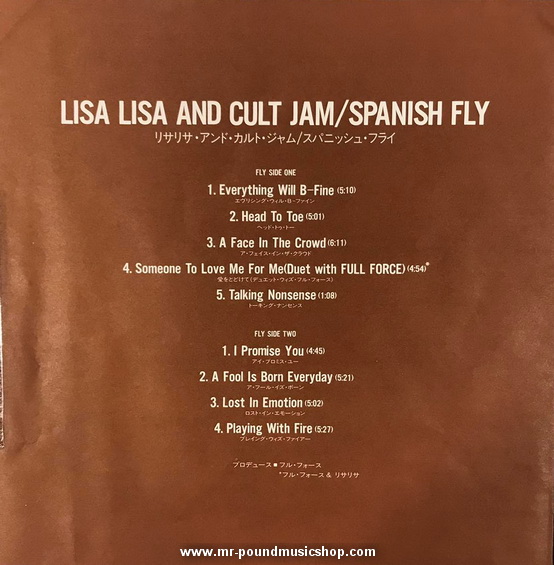 LISA LISA AND CULT JAM/SPANISH FLY
リサリサ・アンド・カルト・ジャム/スパニッシュ・フライ
FLY SIDE ONE
1. Everything Will B-Fine (5:10)
エヴリシング・ウィル・B・ファイン
2. Head To Toe (5:01)
ヘッド・トゥ・トー
3. A Face In The Crowd (6:11)
ア・フェイス・イン・ザ・クラウド
4. Someone To Love Me For Me(Duet with FULL FORCE) (4:54)*
愛をとどけて(デュエット・ウィズ・フル・フォース)
5. Talking Nonsense (1:08)
トーキング・ナンセンス
FLY SIDE TWO
1. I Promise You (4:45)
アイ・プロミス・ユー
2. A Fool Is Born Everyday (5:21)
ア・フール・イズ・ボーン
3. Lost In Emotion (5:02)
ロスト・イン・エモーション
4. Playing With Fire (5:27)
プレイング・ウィズ・ファイアー
プロデュース■フル・フォース
*フル・フォース & リサリサ
www.mr-poundmusicshop.com